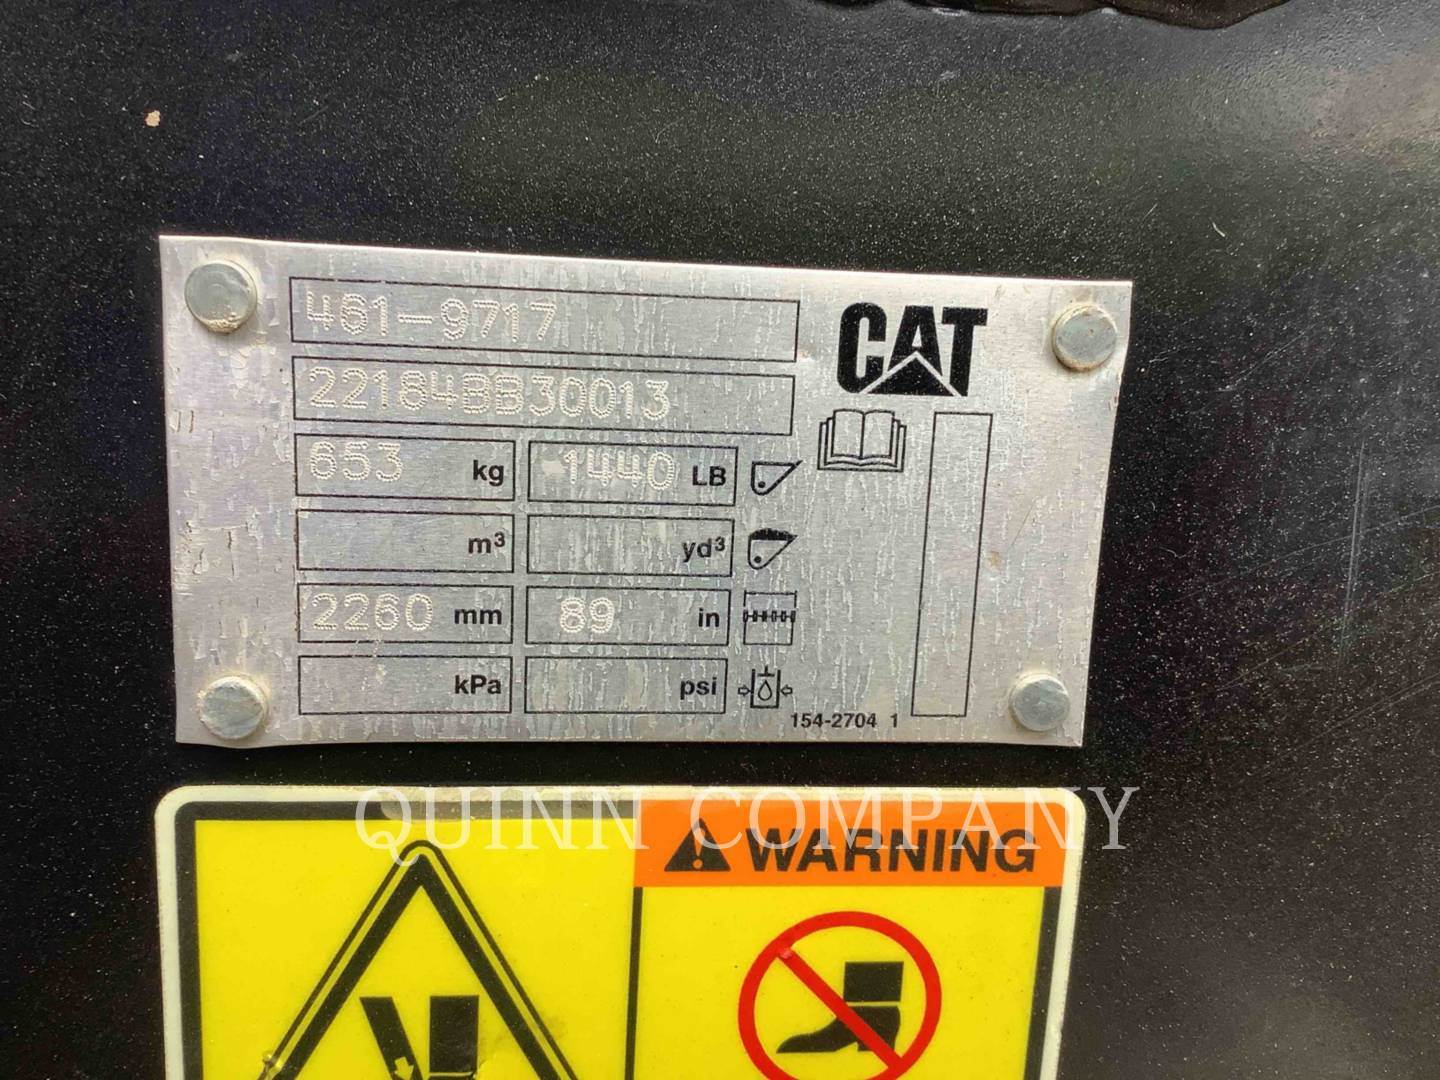 461-9717
CAT
22184BB30013
653 kg 1440 LB
m³ yd³
2260 mm 89 in
kPa psi
154-2704 1
QUINN COMPANY
WARNING